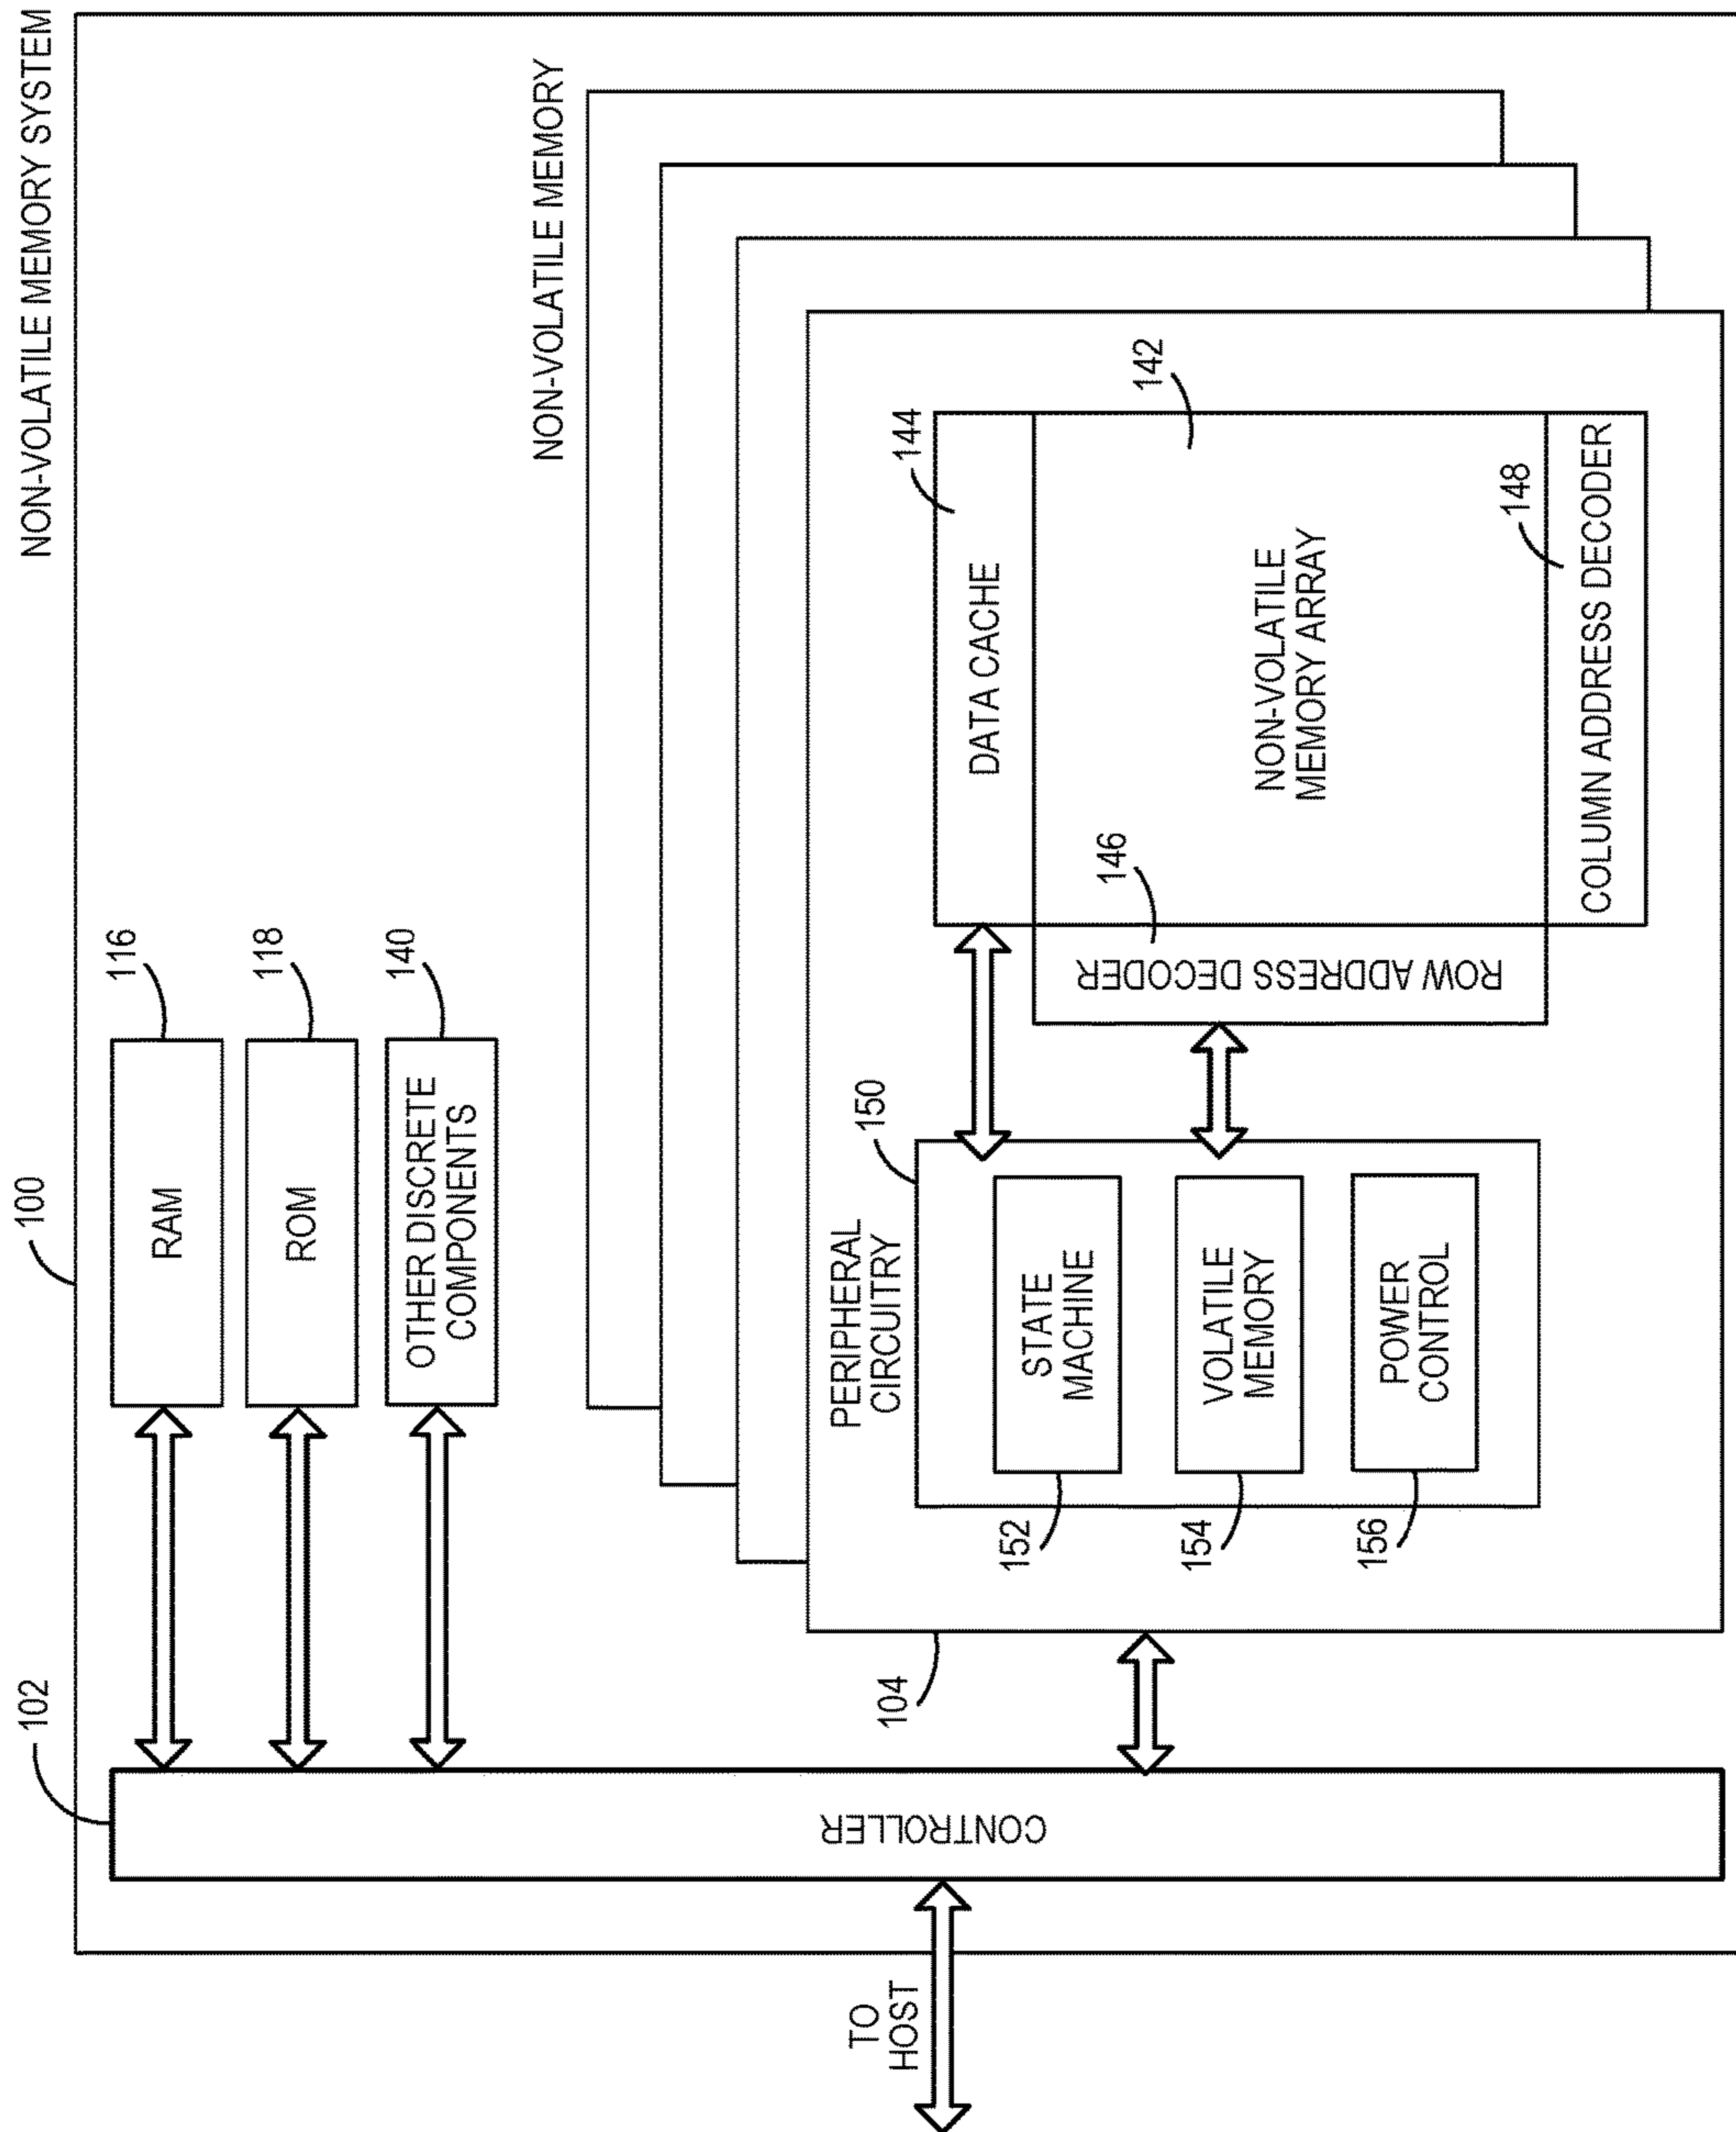 NON-VOLATILE MEMORY SYSTEM
100
102
RAM
116
ROM
118
OTHER DISCRETE
COMPONENTS
140
NON-VOLATILE MEMORY
TO
HOST
CONTROLLER
104
PERIPHERAL
CIRCUITRY
150
STATE
MACHINE
152
VOLATILE
MEMORY
154
POWER
CONTROL
156
DATA CACHE
144
ROW ADDRESS DECODER
146
NON-VOLATILE
MEMORY ARRAY
142
COLUMN ADDRESS DECODER
148